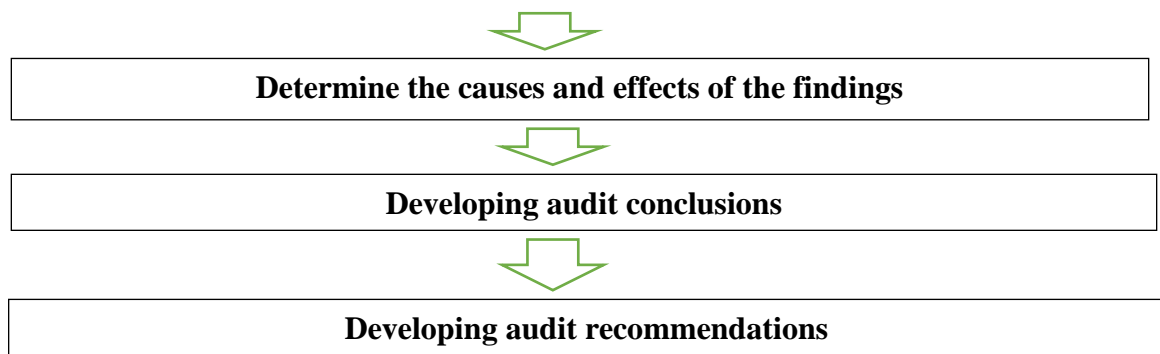 Determine the causes and effects of the findings
Developing audit conclusions
Developing audit recommendations